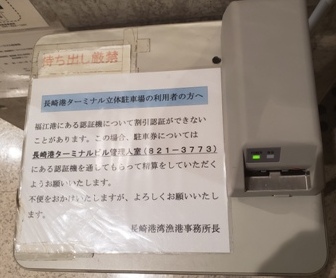 持ち出し厳禁
長崎港ターミナル立体駐車場の利用者の方へ
福江港にある認証機について割引認証ができない
ことがあります。この場合、駐車券については
長崎港ターミナルビル管理人室(821-3773)
にある認証機を通してもらって精算をしていただく
ようお願いいたします。
不便をおかけいたしますが、よろしくお願いいたし
ます。
長崎港湾漁港事務所長